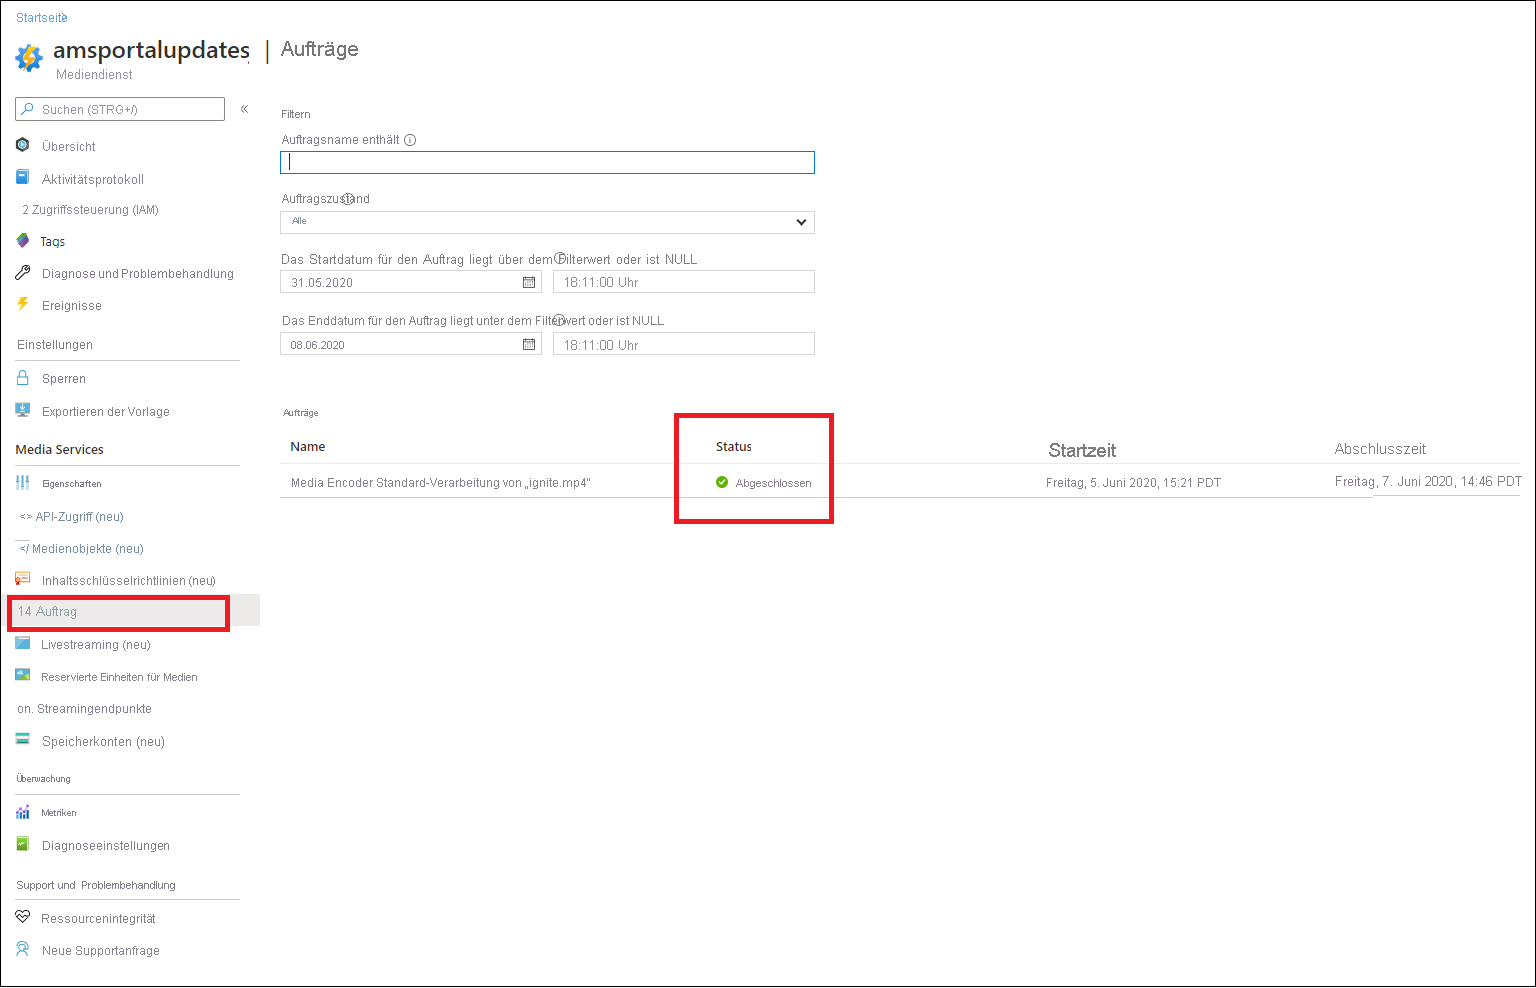 Startseite
amsportalupdates | Aufträge
Mediendienst
Suchen (STRG+/)
«
Übersicht
Aktivitätsprotokoll
2 Zugriffssteuerung (IAM)
Tags
Diagnose und Problembehandlung
Ereignisse
Einstellungen
Sperren
Exportieren der Vorlage
Media Services
Eigenschaften
<> API-Zugriff (neu)
</ Medienobjekte (neu)
Inhaltsschlüsselrichtlinien (neu)
14 Auftrag
Livestreaming (neu)
Reservierte Einheiten für Medien
on. Streamingendpunkte
Speicherkonten (neu)
Überwachung
Metriken
Diagnoseeinstellungen
Support und Problembehandlung
Ressourcenintegrität
Neue Supportanfrage
Filtern
Auftragsname enthält
Auftragszustand
Alle
Das Startdatum für den Auftrag liegt über dem Filterwert oder ist NULL
31.05.2020 18:11:00 Uhr
Das Enddatum für den Auftrag liegt unter dem Filterwert oder ist NULL
08.06.2020 18:11:00 Uhr
Aufträge
Name Status Startzeit Abschlusszeit
Media Encoder Standard-Verarbeitung von „ignite.mp4" Abgeschlossen Freitag, 5. Juni 2020, 15:21 PDT Freitag, 7. Juni 2020, 14:46 PDT